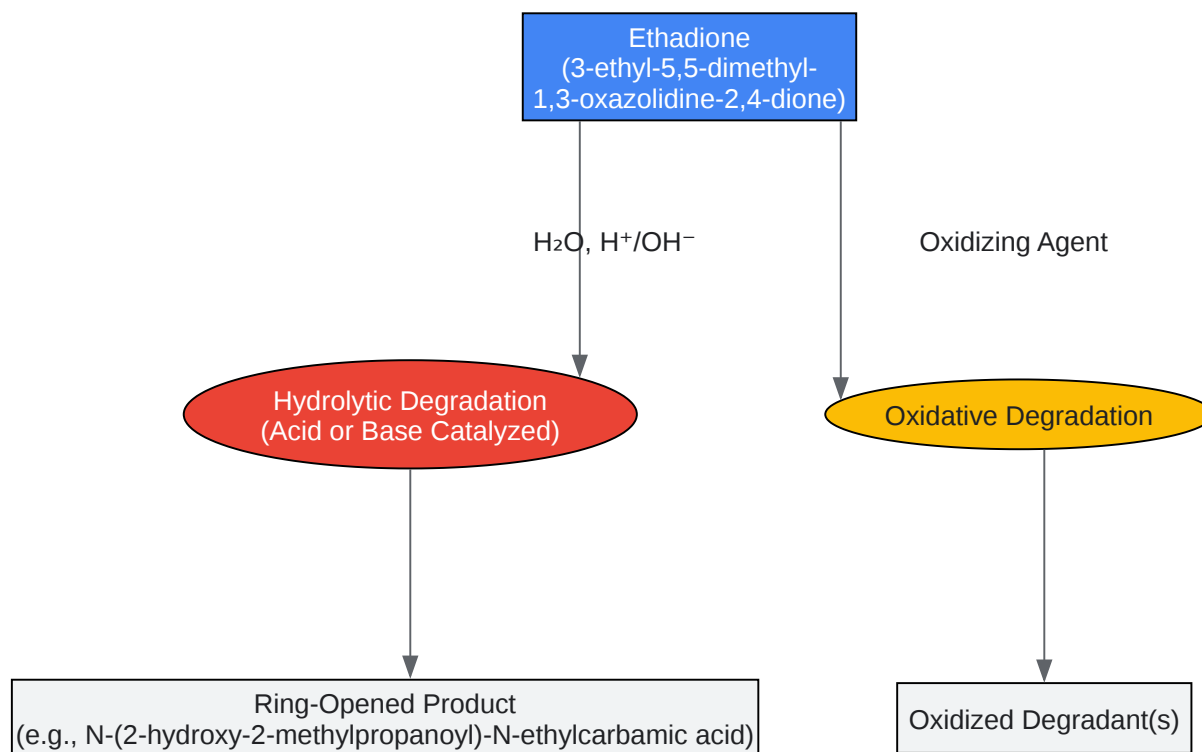 Ethadione
(3-ethyl-5,5-dimethyl-
1,3-oxazolidine-2,4-dione)
H₂O, H⁺/OH⁻
Oxidizing Agent
Hydrolytic Degradation
(Acid or Base Catalyzed)
Oxidative Degradation
Ring-Opened Product
(e.g., N-(2-hydroxy-2-methylpropanoyl)-N-ethylcarbamic acid)
Oxidized Degradant(s)